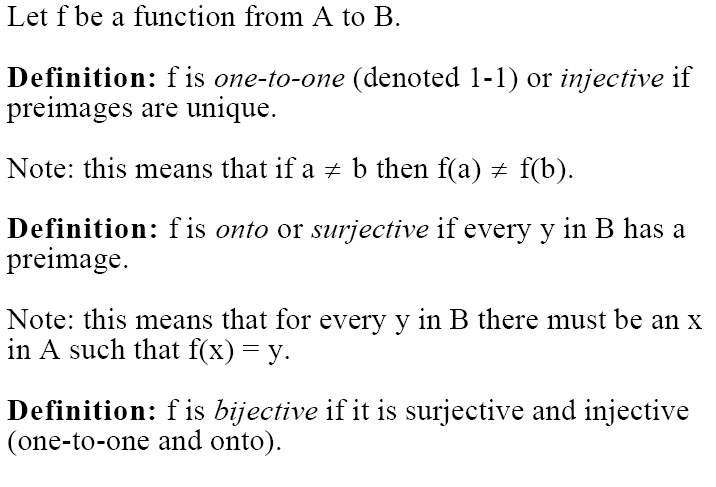 Let f be a function from A to B.
Definition: f is one-to-one (denoted 1-1) or injective if
preimages are unique.
Note: this means that if a ≠ b then f(a) ≠ f(b).
Definition: f is onto or surjective if every y in B has a
preimage.
Note: this means that for every y in B there must be an x
in A such that f(x) = y.
Definition: f is bijective if it is surjective and injective
(one-to-one and onto).